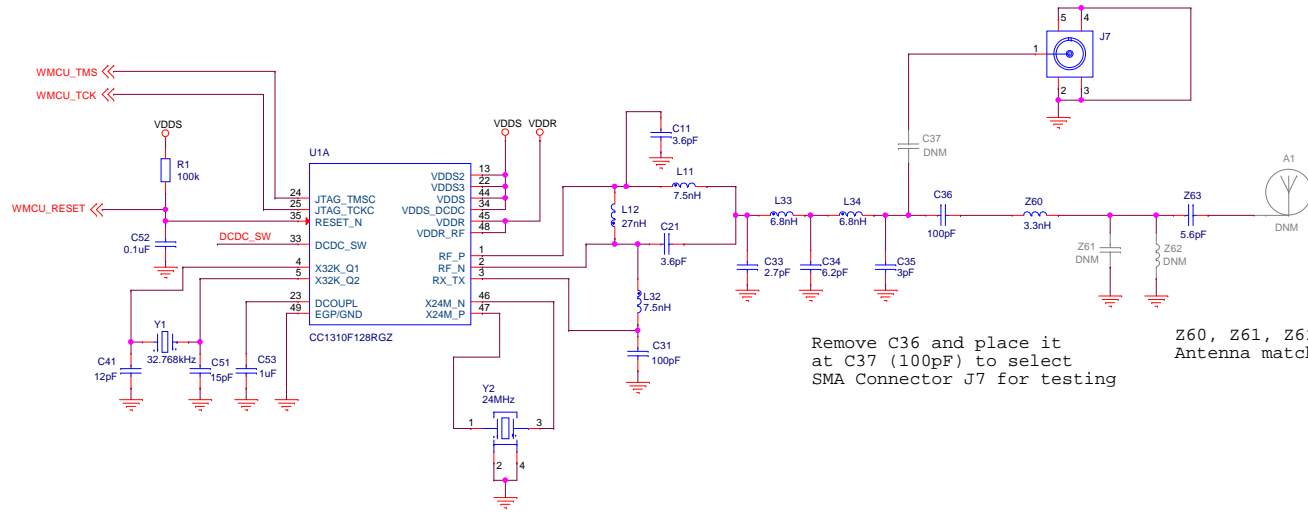 5 4
J7
1
2 3
WMCU_TMS
WMCU_TCK
VDDS
R1
100k
WMCU_RESET
C52
0.1uF
DCDC_SW
VDDS VDDR
U1A
24 JTAG_TMSC
25 JTAG_TCKC
35 RESET_N
33 DCDC_SW
4 X32K_Q1
5 X32K_Q2
23 DCOUPL
49 EGP/GND
VDDS2 13
VDDS3 22
VDDS 44
VDDS_DCDC 34
VDDR 45
VDDR_RF 48
RF_P 1
RF_N 2
RX_TX 3
X24M_N 46
X24M_P 47
CC1310F128RGZ
Y1
32.768kHz
C41
12pF
C51
15pF
C53
1uF
Y2
24MHz
1 3
2 4
C11
3.6pF
L11
7.5nH
L12
27nH
C21
3.6pF
L32
7.5nH
C31
100pF
L33
6.8nH
L34
6.8nH
C33
2.7pF
C34
6.2pF
C35
3pF
C37
DNM
C36
100pF
Z60
3.3nH
Z61
DNM
Z62
DNM
Z63
5.6pF
A1
DNM
Remove C36 and place it
at C37 (100pF) to select
SMA Connector J7 for testing
Z60, Z61,
Antenna